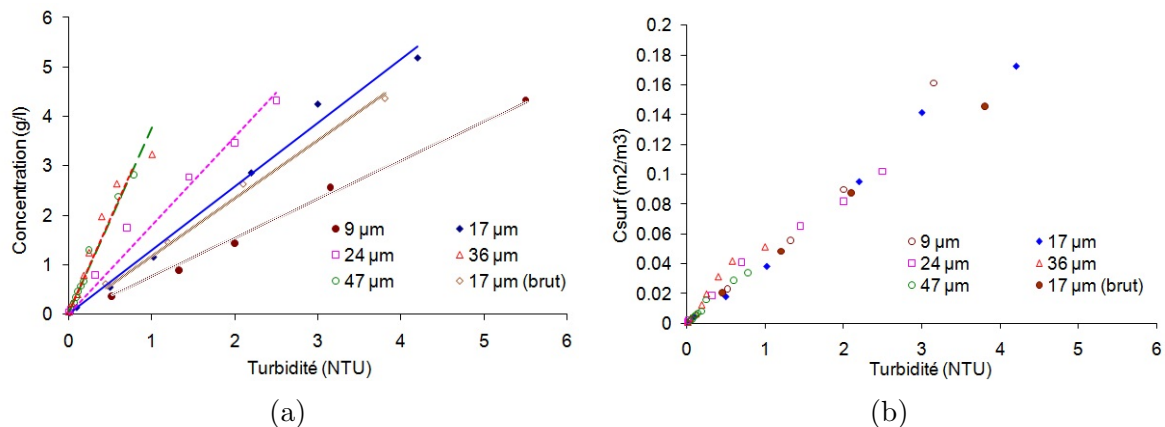 6
5
4
3
2
1
0
0 1 2 3 4 5 6
Concentration (g/l)
Turbidité (NTU)
9 µm 17 µm
24 µm 36 µm
47 µm 17 µm (brut)
(a)
0.2
0.18
0.16
0.14
0.12
0.1
0.08
0.06
0.04
0.02
0
0 1 2 3 4 5 6
Csurf (m2/m3)
Turbidité (NTU)
9 µm 17 µm
24 µm 36 µm
47 µm 17 µm (brut)
(b)